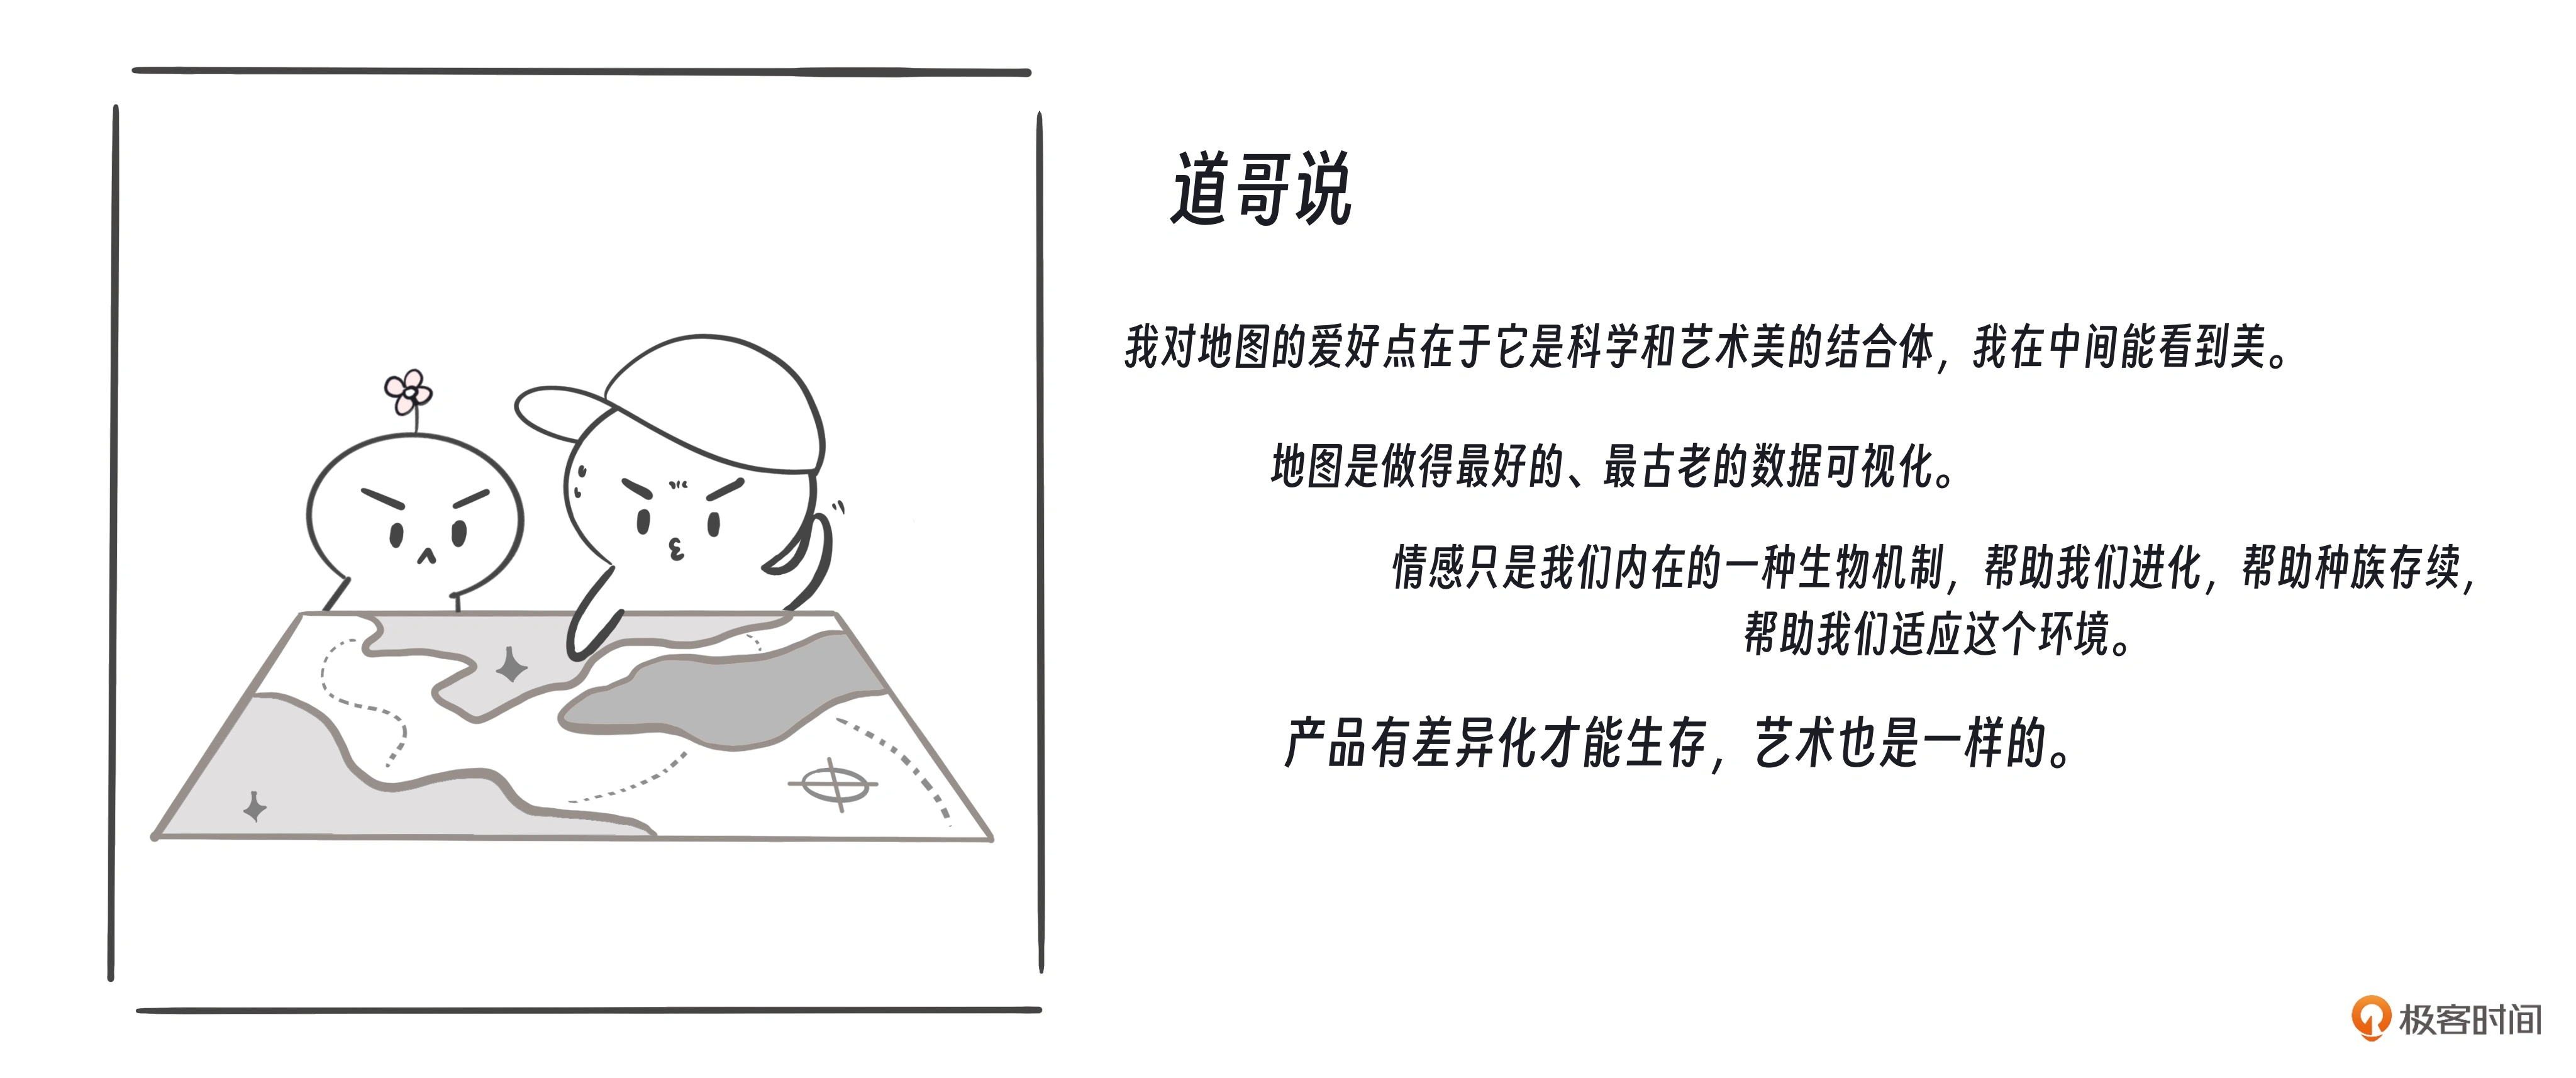 道哥说
我对地图的爱好点在于它是科学和艺术美的结合体，我在中间能看到美。
地图是做得最好的、最古老的数据可视化。
情感只是我们内在的一种生物机制，帮助我们进化，帮助种族存续，
帮助我们适应这个环境。
产品有差异化才能生存，艺术也是一样的。
极客时间